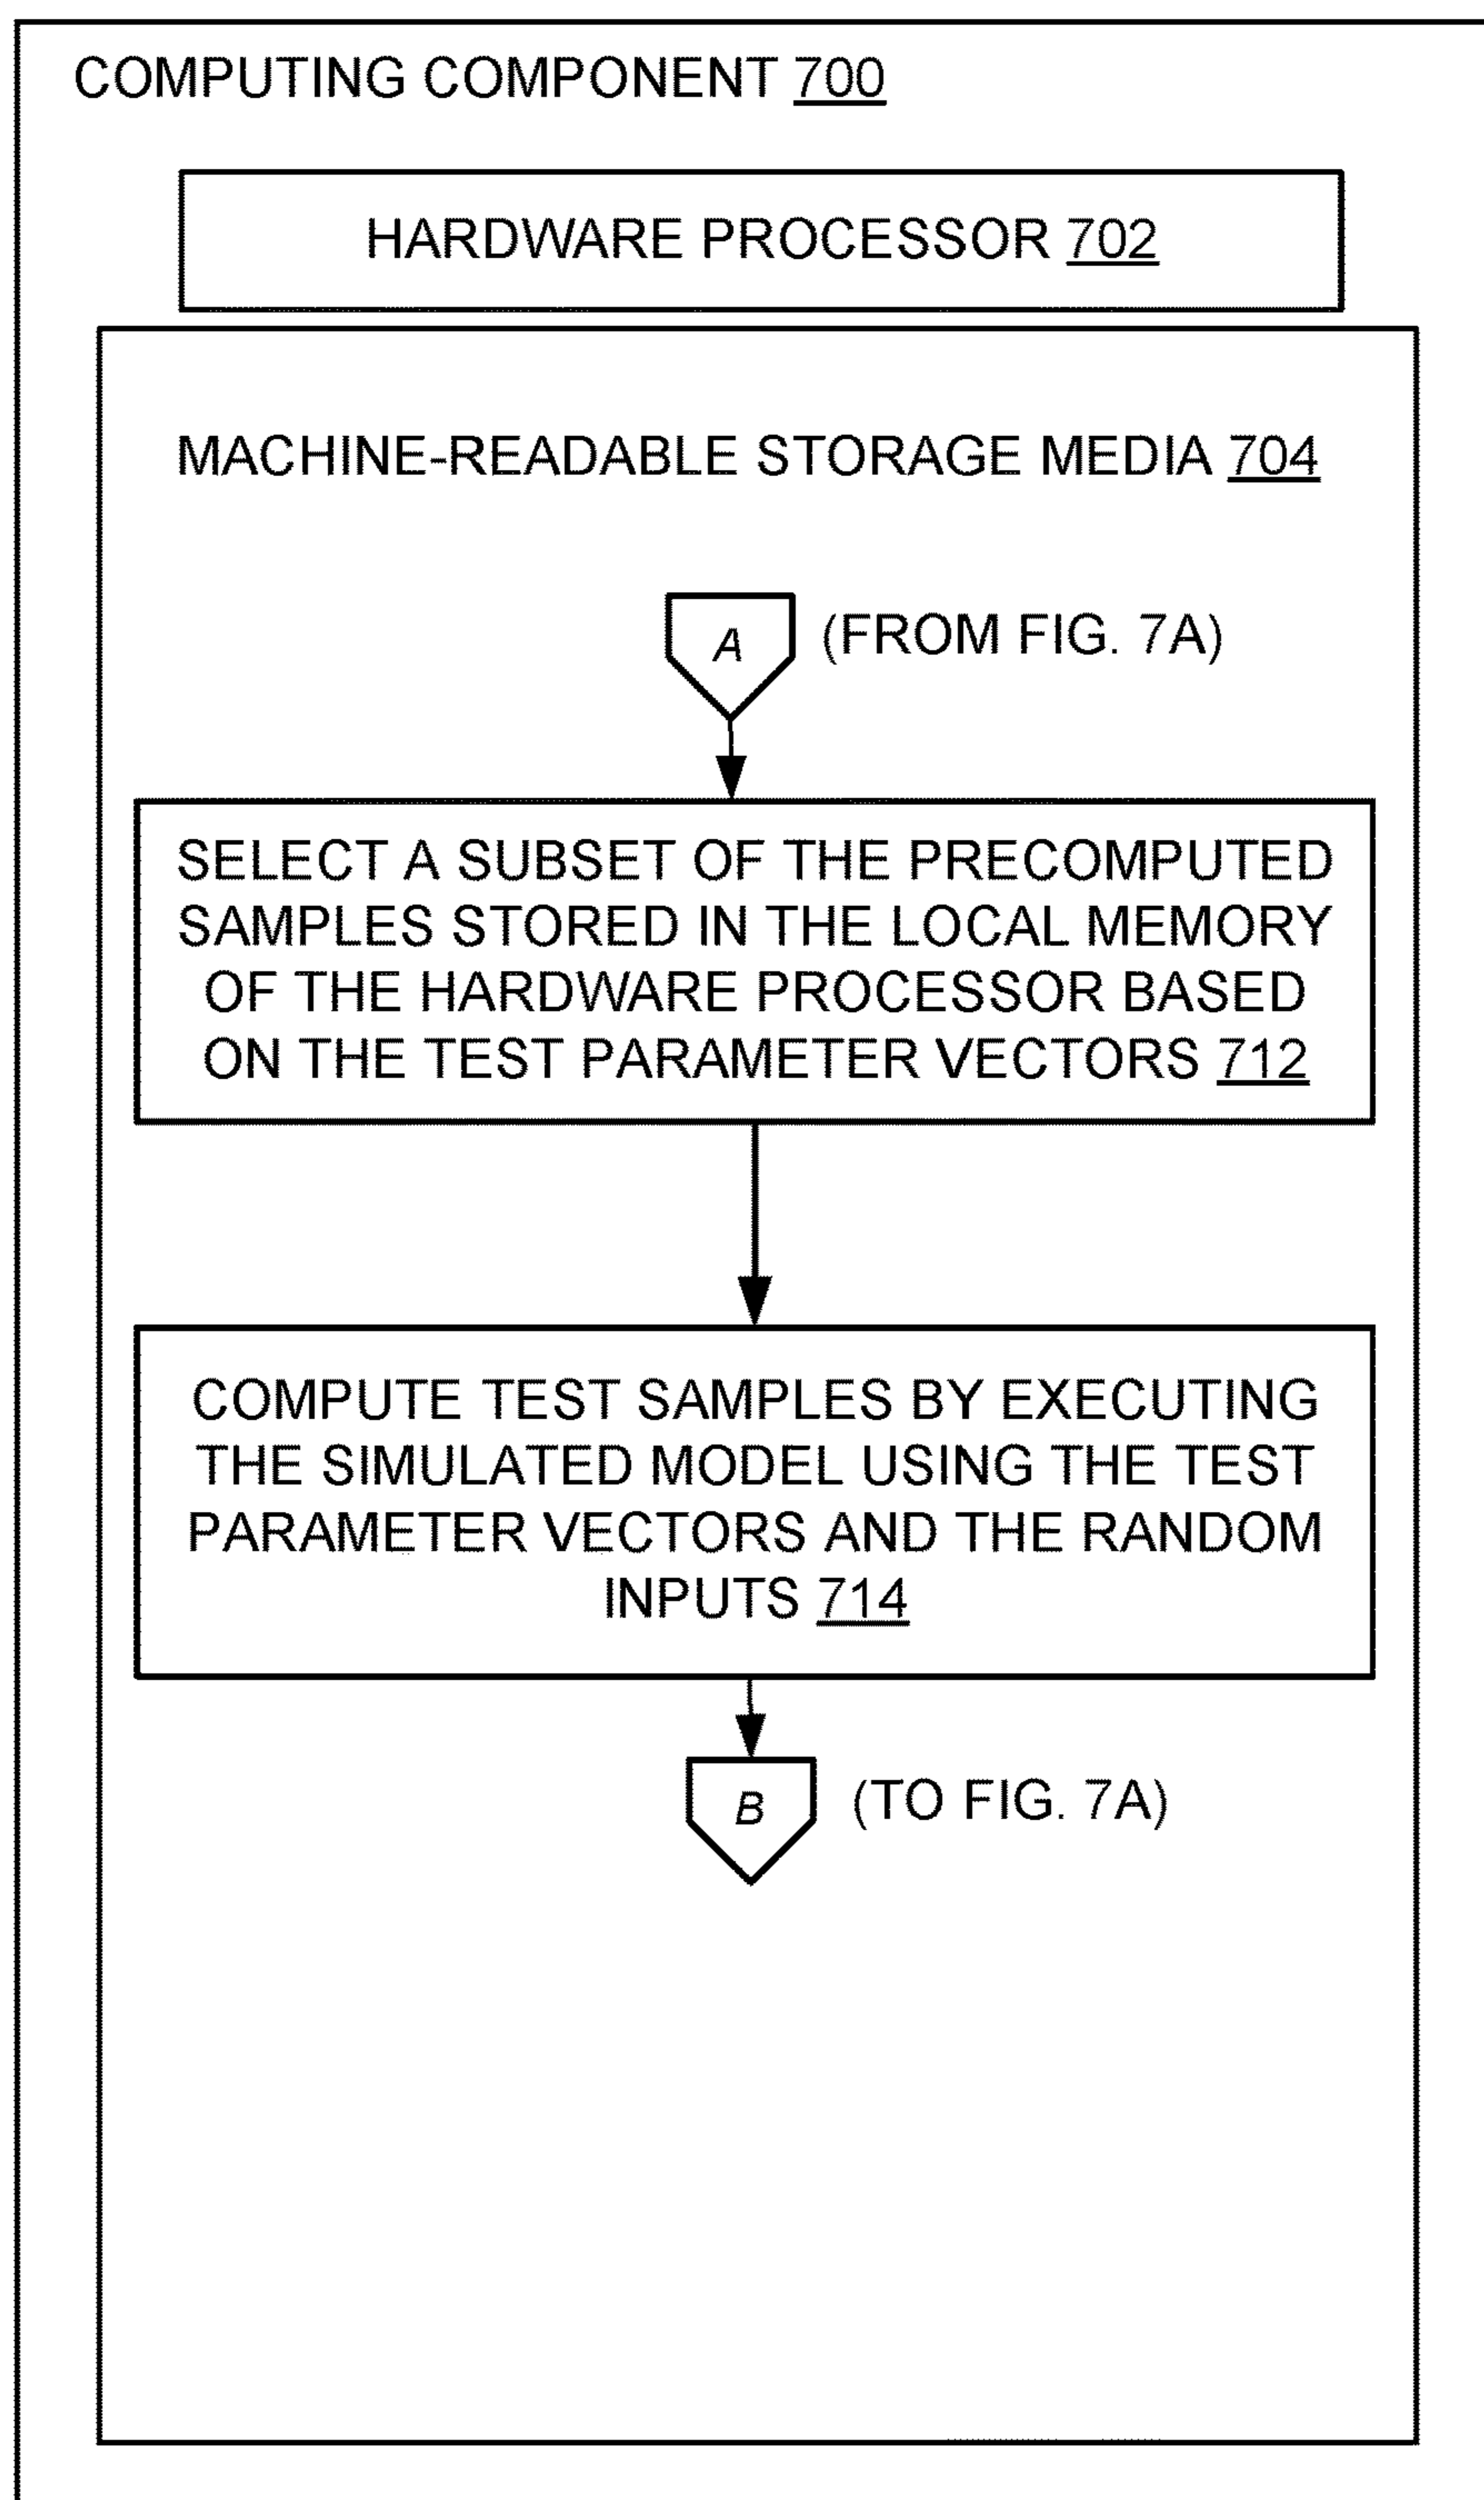 COMPUTING COMPONENT 700
HARDWARE PROCESSOR 702
MACHINE-READABLE STORAGE MEDIA 704
A (FROM FIG. 7A)
SELECT A SUBSET OF THE PRECOMPUTED
SAMPLES STORED IN THE LOCAL MEMORY
OF THE HARDWARE PROCESSOR BASED
ON THE TEST PARAMETER VECTORS 712
COMPUTE TEST SAMPLES BY EXECUTING
THE SIMULATED MODEL USING THE TEST
PARAMETER VECTORS AND THE RANDOM
INPUTS 714
B (TO FIG. 7A)